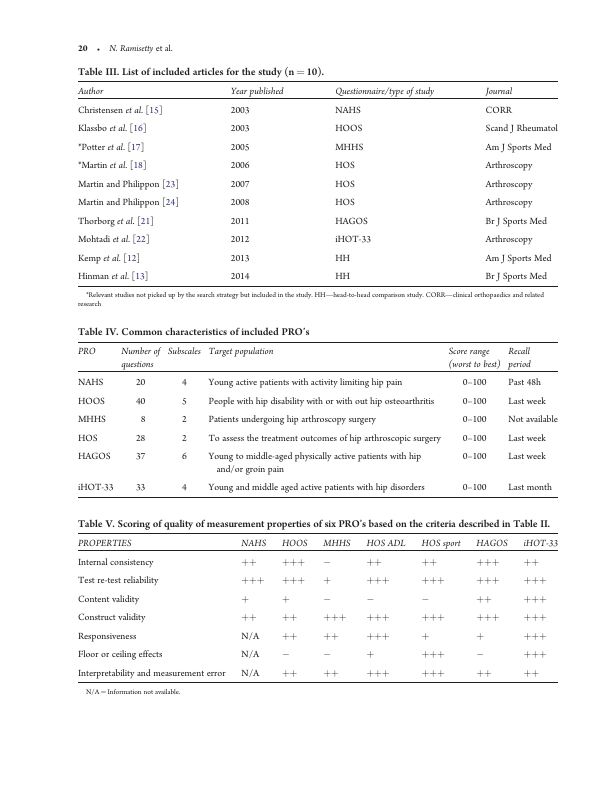 20 • N. Ramisetty et al.
Table III. List of included articles for the study (n = 10).
Author Year published Questionnaire/type of study Journal
Christensen et al. [15] 2003 NAHS CORR
Klassbo et al. [16] 2003 HOOS Scand J Rheumatol
*Potter et al. [17] 2005 MHHS Am J Sports Med
*Martin et al. [18] 2006 HOS Arthroscopy
Martin and Philippon [23] 2007 HOS Arthroscopy
Martin and Philippon [24] 2008 HOS Arthroscopy
Thorborg et al. [21] 2011 HAGOS Br J Sports Med
Mohtadi et al. [22] 2012 iHOT-33 Arthroscopy
Kemp et al. [12] 2013 HH Am J Sports Med
Hinman et al. [13] 2014 HH Br J Sports Med
*Relevant studies not picked up by the search strategy but included in the study. HH—head-to-head comparison study. CORR—clinical orthopaedics and related
research
Table IV. Common characteristics of included PRO's
PRO Number of questions Subscales Target population Score range (worst to best) Recall period
NAHS 20 4 Young active patients with activity limiting hip pain 0–100 Past 48h
HOOS 40 5 People with hip disability with or with out hip osteoarthritis 0–100 Last week
MHHS 8 2 Patients undergoing hip arthroscopy surgery 0–100 Not available
HOS 28 2 To assess the treatment outcomes of hip arthroscopic surgery 0–100 Last week
HAGOS 37 6 Young to middle-aged physically active patients with hip 0–100 Last week
and/or groin pain
iHOT-33 33 4 Young and middle aged active patients with hip disorders 0–100 Last month
Table V. Scoring of quality of measurement properties of six PRO's based on the criteria described in Table II.
PROPERTIES NAHS HOOS MHHS HOS ADL HOS sport HAGOS iHOT-33
Internal consistency ++ +++ − ++ ++ +++ ++
Test re-test reliability +++ +++ + +++ +++ +++ +++
Content validity + + − − − ++ +++
Construct validity ++ ++ +++ +++ +++ +++ +++
Responsiveness N/A ++ ++ +++ + + +++
Floor or ceiling effects N/A − − + +++ − +++
Interpretability and measurement error N/A ++ ++ +++ +++ ++ ++
N/A = Information not available.